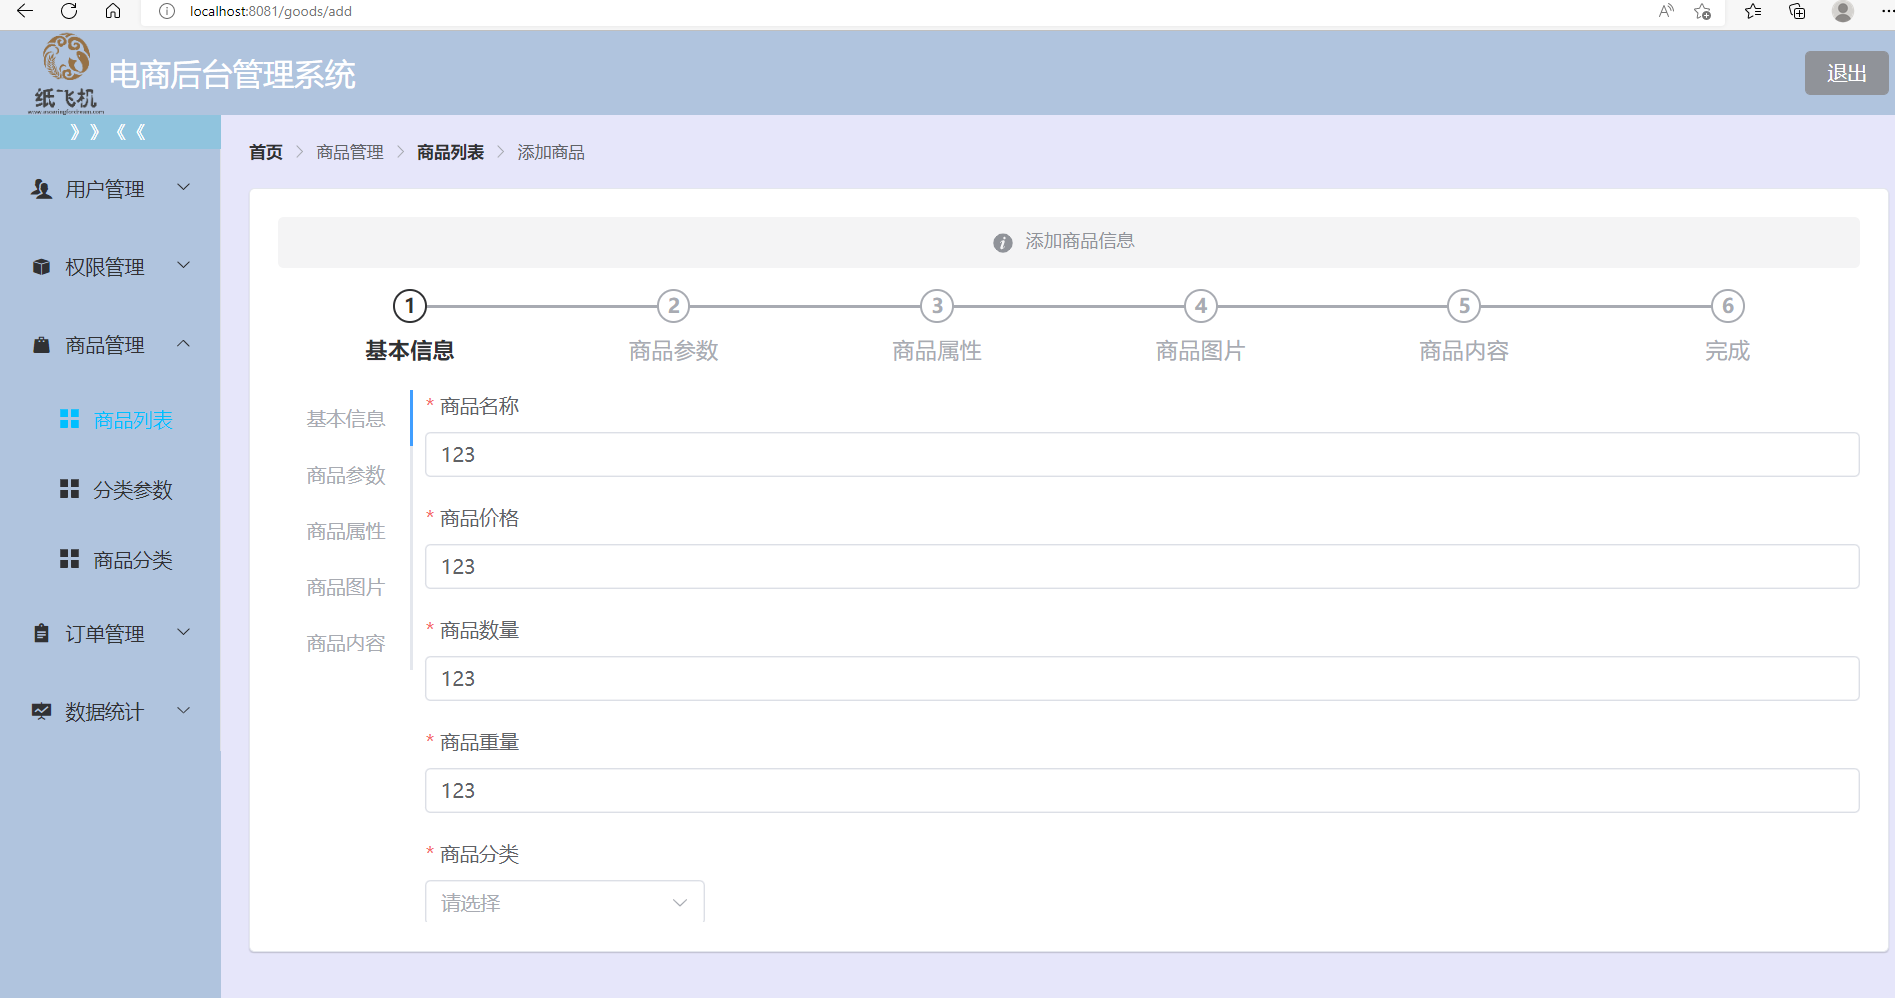 localhost:8081/goods/add
纸飞机
电商后台管理系统
退出
》》《《
首页 > 商品管理 > 商品列表 > 添加商品
用户管理
权限管理
商品管理
商品列表
分类参数
商品分类
订单管理
数据统计
添加商品信息
1 2 3 4 5 6
基本信息 商品参数 商品属性 商品图片 商品内容 完成
基本信息
商品参数
商品属性
商品图片
商品内容
* 商品名称
123
* 商品价格
123
* 商品数量
123
* 商品重量
123
* 商品分类
请选择